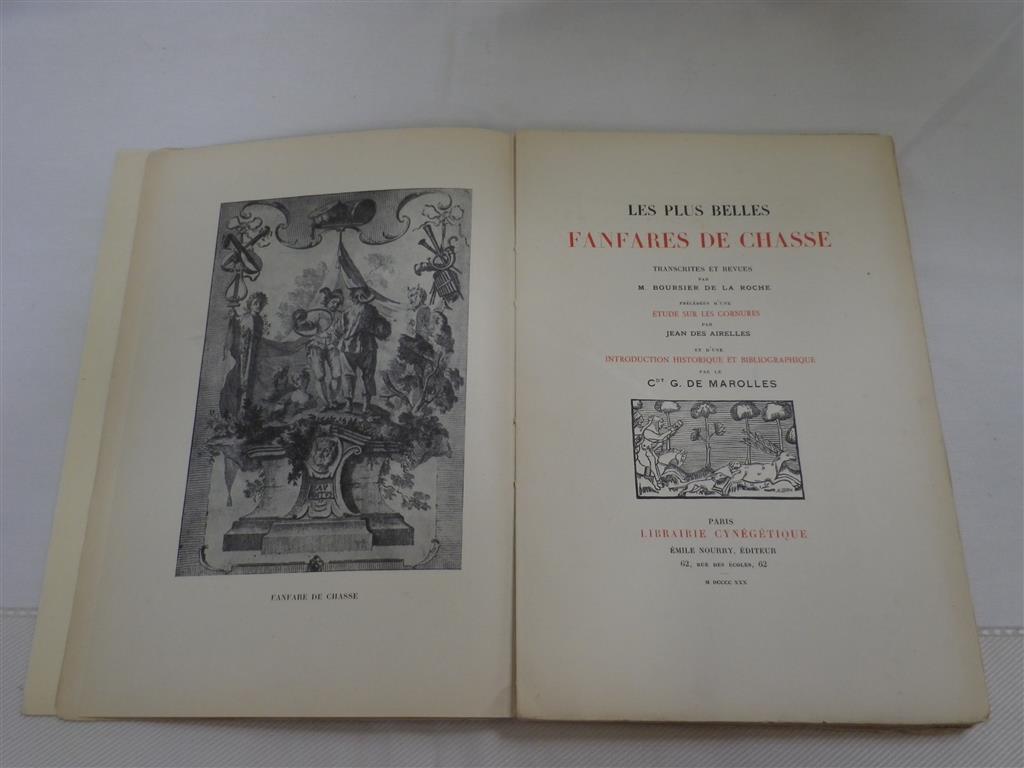 FANFARE DE CHASSE
LES PLUS BELLES
FANFARES DE CHASSE
TRANSCRITES ET REVUES
PAR
M. BOURSIER DE LA ROCHE
PRÉCÉDÉES D'UNE
ÉTUDE SUR LES CORNURES
PAR
JEAN DES AIRELLES
ET D'UNE
INTRODUCTION HISTORIQUE ET BIBLIOGRAPHIQUE
PAR LE
CDT G. DE MAROLLES
PARIS
LIBRAIRIE CYNÉGÉTIQUE
ÉMILE NOURRY, ÉDITEUR
62, RUE DES ÉCOLES, 62
M DCCCC XXX